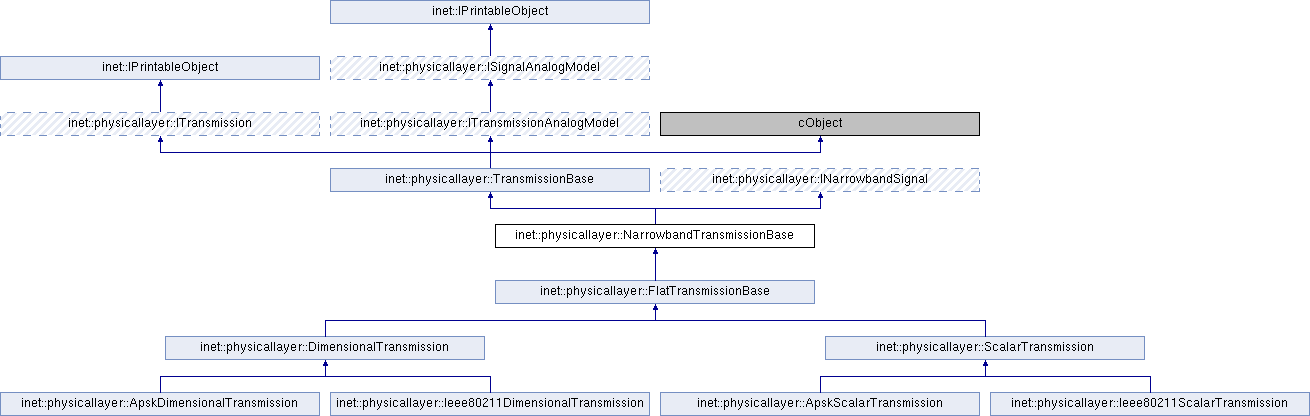 inet::IPrintableObject
inet::IPrintableObject
inet::physicallayer::ISignalAnalogModel
inet::physicallayer::ITransmission
inet::physicallayer::ITransmissionAnalogModel
cObject
inet::physicallayer::TransmissionBase
inet::physicallayer::INarrowbandSignal
inet::physicallayer::NarrowbandTransmissionBase
inet::physicallayer::FlatTransmissionBase
inet::physicallayer::DimensionalTransmission
inet::physicallayer::ScalarTransmission
inet::physicallayer::ApskDimensionalTransmission
inet::physicallayer::Ieee80211DimensionalTransmission
inet::physicallayer::ApskScalarTransmission
inet::physicallayer::Ieee80211ScalarTransmission